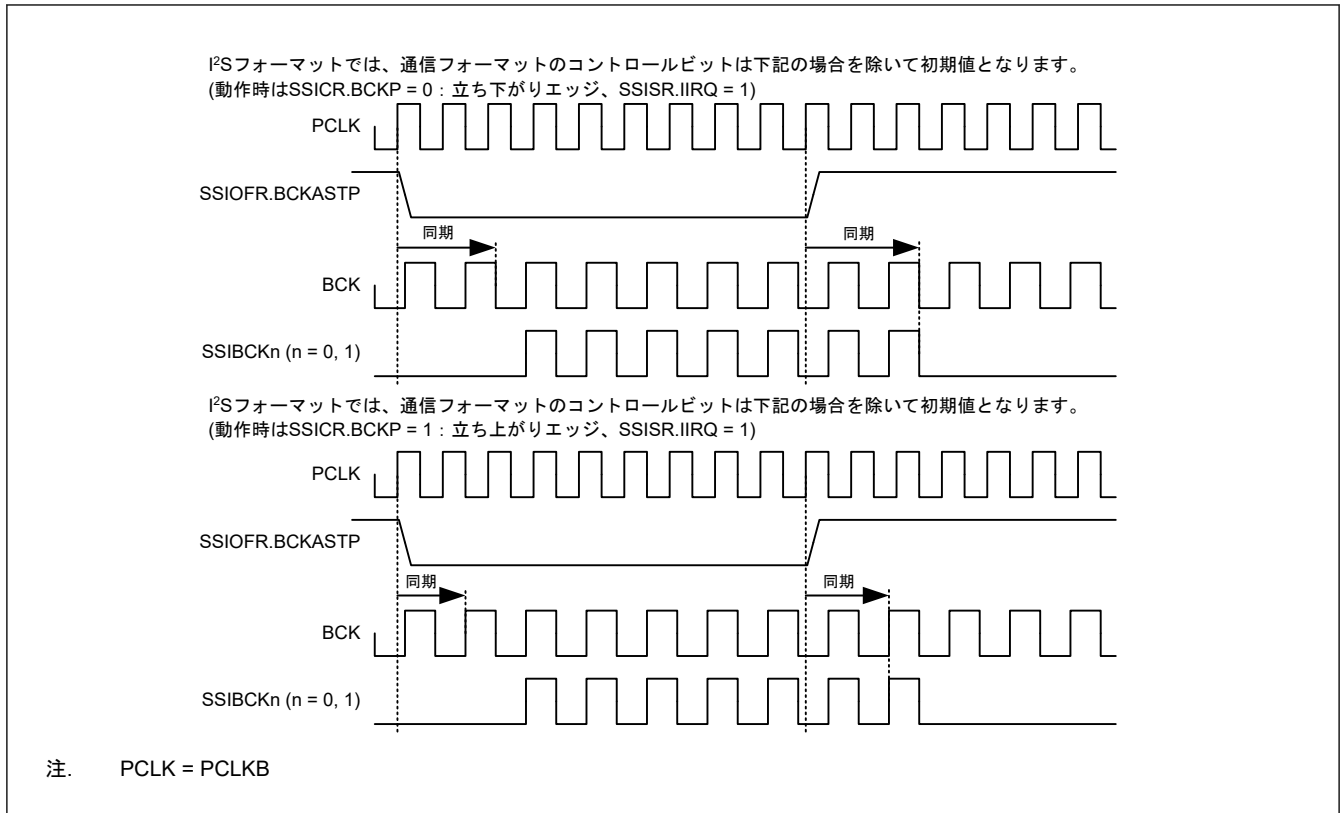 I²Sフォーマットでは、通信フォーマットのコントロールビットは下記の場合を除いて初期値となります。
(動作時はSSICR.BCKP = 0：立ち下がりエッジ、SSISR.IIRQ = 1)
PCLK
SSIOFR.BCKASTP
同期
同期
BCK
SSIBCKn (n = 0, 1)
I²Sフォーマットでは、通信フォーマットのコントロールビットは下記の場合を除いて初期値となります。
(動作時はSSICR.BCKP = 1：立ち上がりエッジ、SSISR.IIRQ = 1)
PCLK
SSIOFR.BCKASTP
同期
同期
BCK
SSIBCKn (n = 0, 1)
注. PCLK = PCLKB